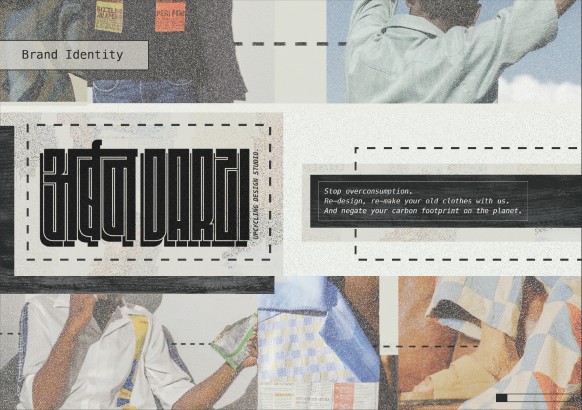 Brand Identity
DARZI
UPCYCLING DESIGN STUDIO.
Stop overconsumption.
Re-design, re-make your old clothes with us.
And negate your carbon footprint on the planet.